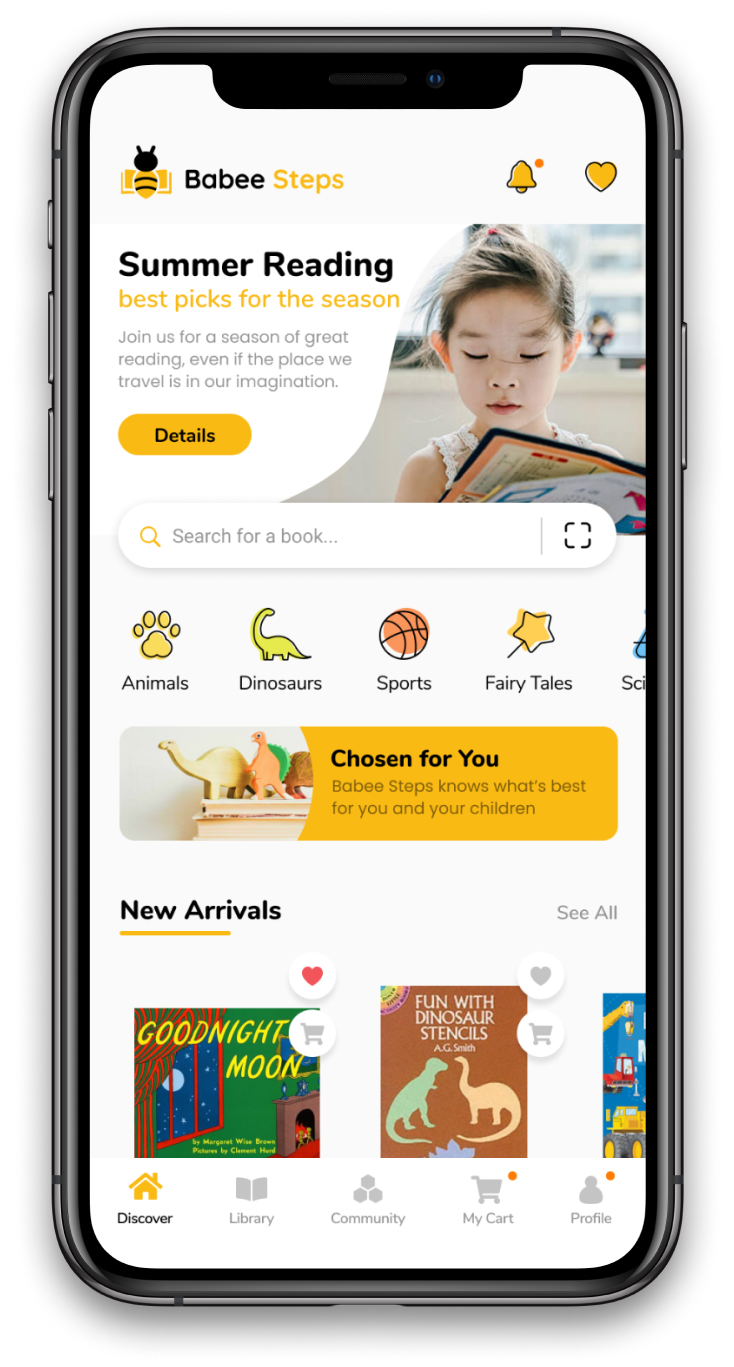 Babee Steps
Summer Reading
best picks for the season
Join us for a season of great
reading, even if the place we
travel is in our imagination.
Details
Search for a book...
Animals
Dinosaurs
Sports
Fairy Tales
Sci
Chosen for You
Babee Steps knows what's best
for you and your children
New Arrivals
See All
GOODNIGHT
MOON
by Margaret Wise Brown
Pictures by Clement Hurd
FUN WITH
DINOSAUR
STENCILS
A.G. Smith
Discover
Library
Community
My Cart
Profile